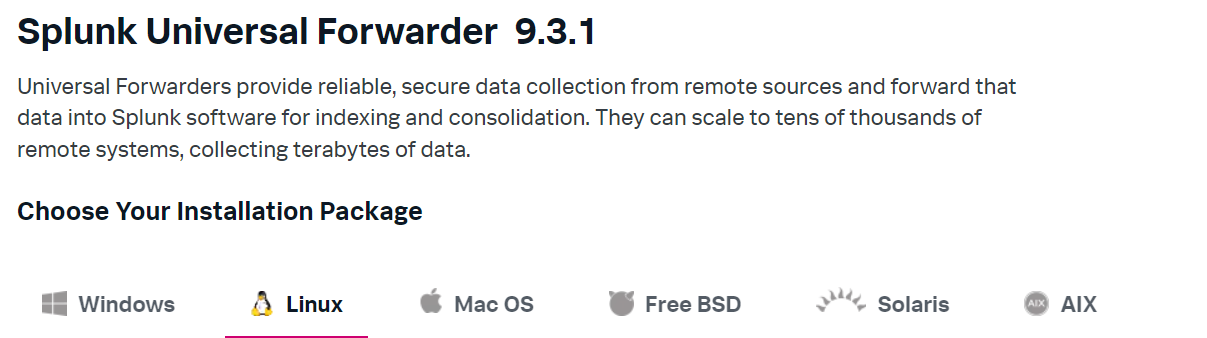 Splunk Universal Forwarder 9.3.1
Universal Forwarders provide reliable, secure data collection from remote sources and forward that
data into Splunk software for indexing and consolidation. They can scale to tens of thousands of
remote systems, collecting terabytes of data.
Choose Your Installation Package
Windows Linux Mac OS Free BSD Solaris AIX AIX